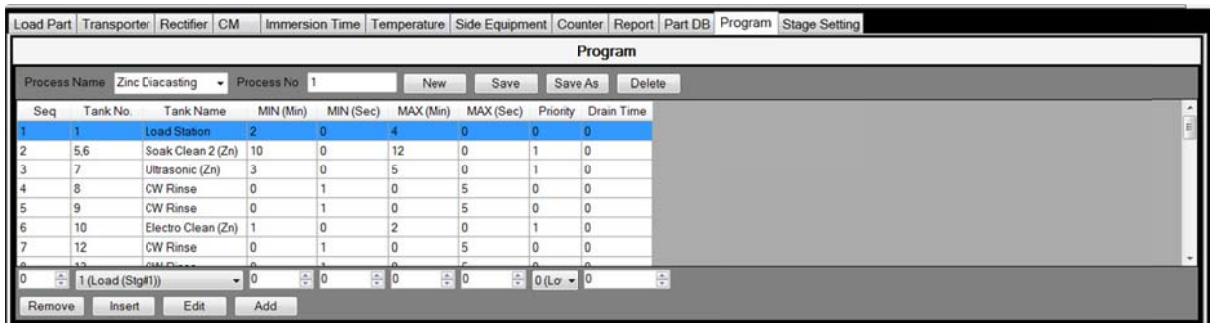 Load Part Transporter Rectifier CM Immersion Time Temperature Side Equipment Counter Report Part DB Program Stage Setting
Program
Process Name Zinc Diacasting Process No 1 New Save Save As Delete
Seq Tank No. Tank Name MIN (Min) MIN (Sec) MAX (Min) MAX (Sec) Priority Drain Time
1 1 Load Station 2 0 4 0 0 0
2 5,6 Soak Clean 2 (Zn) 10 0 12 0 1 0
3 7 Ultrasonic (Zn) 3 0 5 0 1 0
4 8 CW Rinse 0 1 0 5 0 0
5 9 CW Rinse 0 1 0 5 0 0
6 10 Electro Clean (Zn) 1 0 2 0 1 0
7 12 CW Rinse 0 1 0 5 0 0
0 1 (Load (Stg#1)) 0 0 0 0 0 (Lo 0
Remove Insert Edit Add